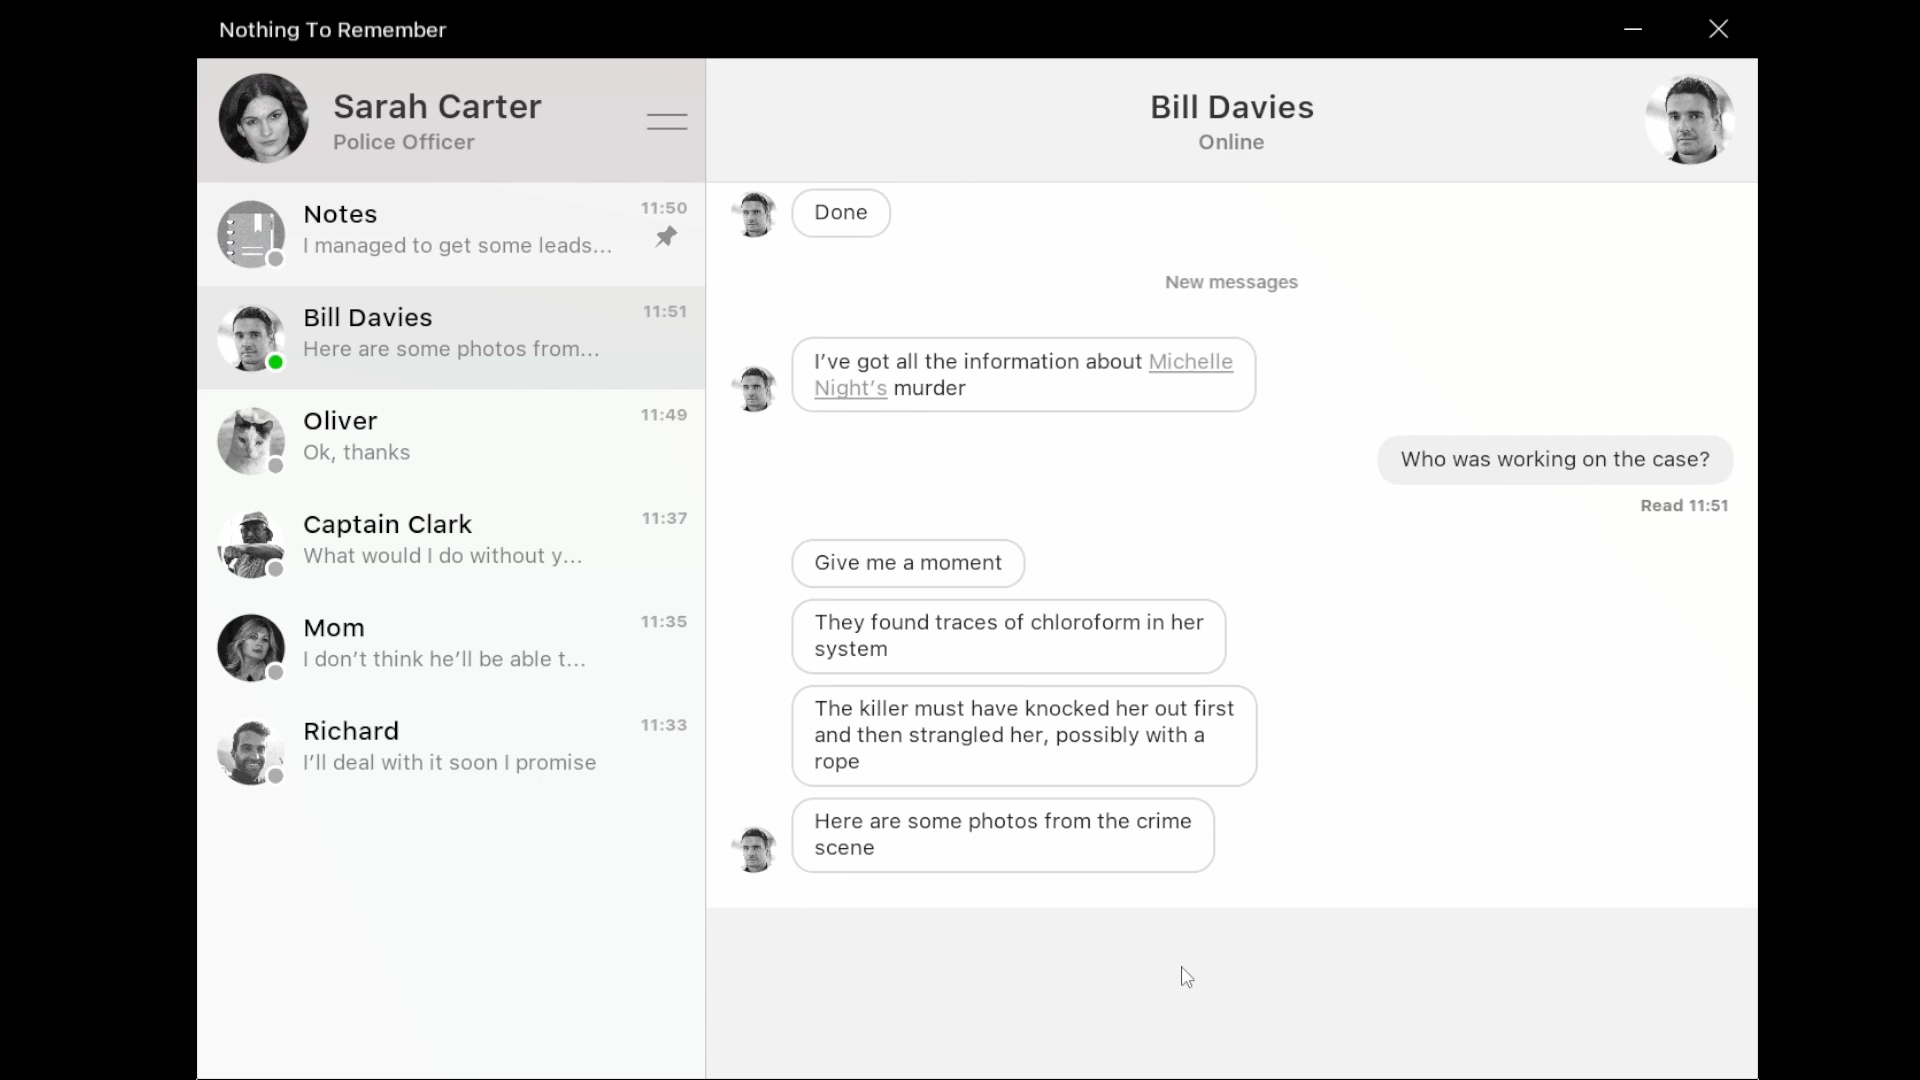 Nothing To Remember
Sarah Carter
Police Officer
Notes
11:50
I managed to get some leads...
Bill Davies
11:51
Here are some photos from...
Oliver
11:49
Ok, thanks
Captain Clark
11:37
What would I do without y...
Mom
11:35
I don’t think he’ll be able t...
Richard
11:33
I’ll deal with it soon I promise
Bill Davies
Online
Done
New messages
I’ve got all the information about Michelle
Night’s murder
Who was working on the case?
Read 11:51
Give me a moment
They found traces of chloroform in her
system
The killer must have knocked her out first
and then strangled her, possibly with a
rope
Here are some photos from the crime
scene